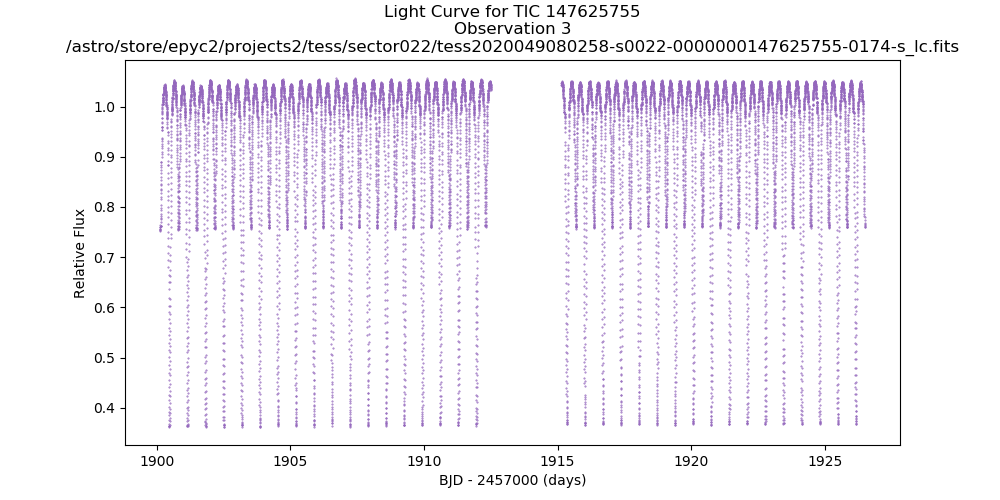 Light Curve for TIC 147625755
Observation 3
/astro/store/epyc2/projects2/tess/sector022/tess2020049080258-s0022-0000000147625755-0174-s_lc.fits
Relative Flux
1.0
0.9
0.8
0.7
0.6
0.5
0.4
1900
1905
1910
1915
1920
1925
BJD - 2457000 (days)